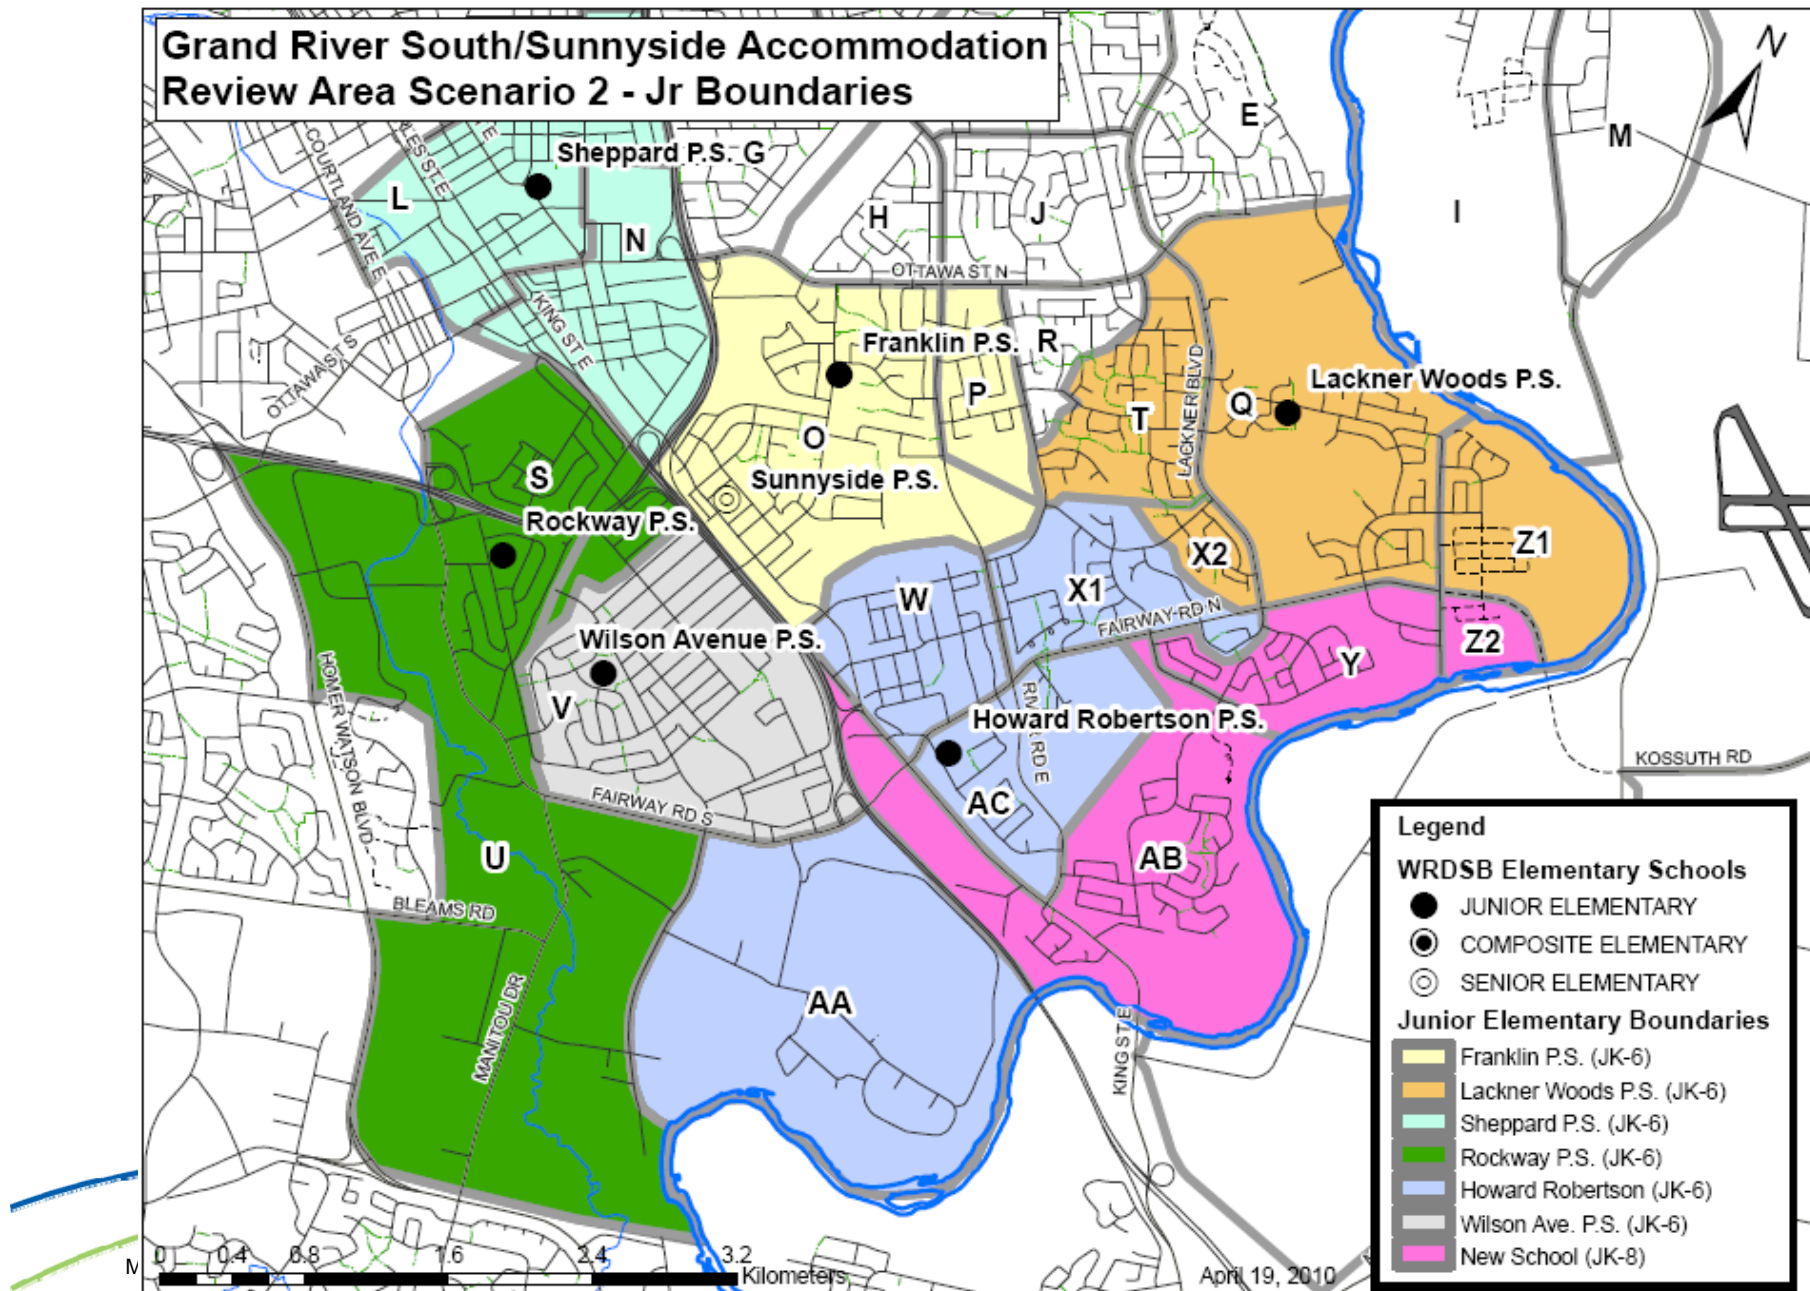 Grand River South/Sunnyside Accommodation
Review Area Scenario 2 - Jr Boundaries
N
E
M
COURTLAND AVE E
ST E
Sheppard P.S.
G
L
N
H
J
I
OTTAWA ST N
KING ST E
OTTAWA ST S
Franklin P.S.
R
P
LACKNER BLVD
Lackner Woods P.S.
T
Q
O
S
Sunnyside P.S.
Rockway P.S.
Z1
X2
X1
W
FAIRWAY RD N
Z2
Wilson Avenue P.S.
Y
HOMER WATSON BLVD
V
Howard Robertson P.S.
RIVER RD E
KOSSUTH RD
FAIRWAY RD S
AC
U
AB
BLEAMS RD
AA
MANITOU DR
KING ST E
Legend
WRDSB Elementary Schools
JUNIOR ELEMENTARY
COMPOSITE ELEMENTARY
SENIOR ELEMENTARY
Junior Elementary Boundaries
Franklin P.S. (JK-6)
Lackner Woods P.S. (JK-6)
Sheppard P.S. (JK-6)
Rockway P.S. (JK-6)
Howard Robertson (JK-6)
Wilson Ave. P.S. (JK-6)
New School (JK-8)
0 0.4 0.8 1.6 2.4 3.2
Kilometers
April 19, 2010